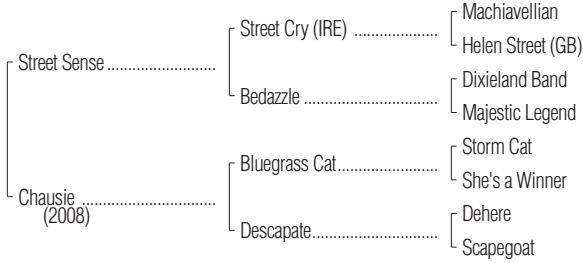 Machiavellian
Street Cry (IRE) ....................
Helen Street (GB)
Street Sense ..........................
Dixieland Band
Bedazzle ................................
Majestic Legend
Storm Cat
Bluegrass Cat ........................
She's a Winner
Chausie ................................
(2008)
Dehere
Descapate ..............................
Scapegoat